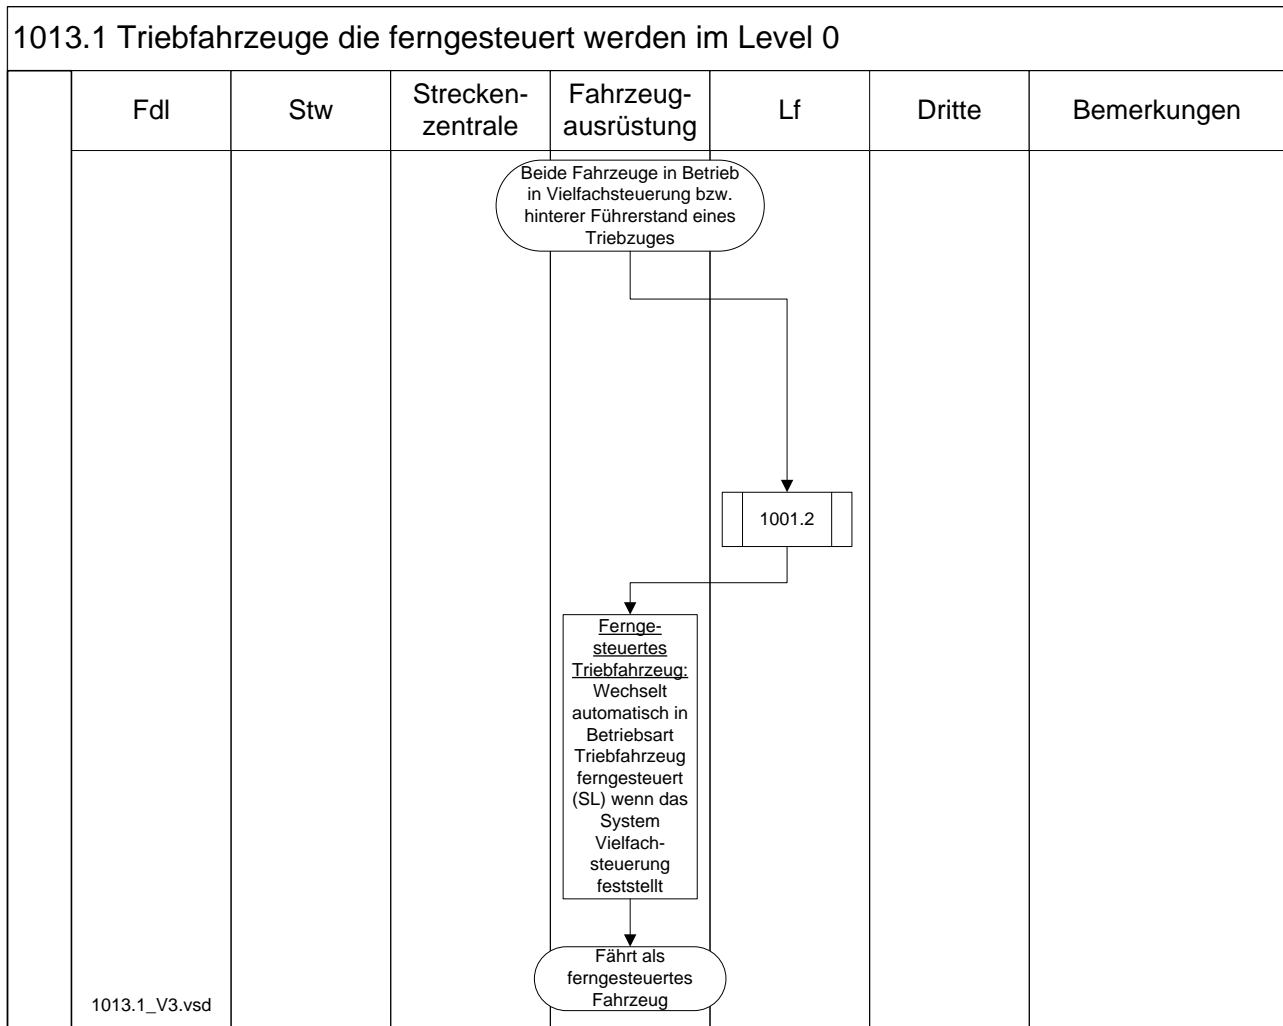 1013.1 Triebfahrzeuge die ferngesteuert werden im Level 0
Fdl
Stw
Strecken-
zentrale
Fahrzeug-
ausrüstung
Lf
Dritte
Bemerkungen
Beide Fahrzeuge in Betrieb
in Vielfachsteuerung bzw.
hinterer Führerstand eines
Triebzuges
1001.2
Fernge-
steuertes
Triebfahrzeug:
Wechselt
automatisch in
Betriebsart
Triebfahrzeug
ferngesteuert
(SL) wenn das
System
Vielfach-
steuerung
feststellt
Fährt als
ferngesteuertes
Fahrzeug
1013.1_V3.vsd